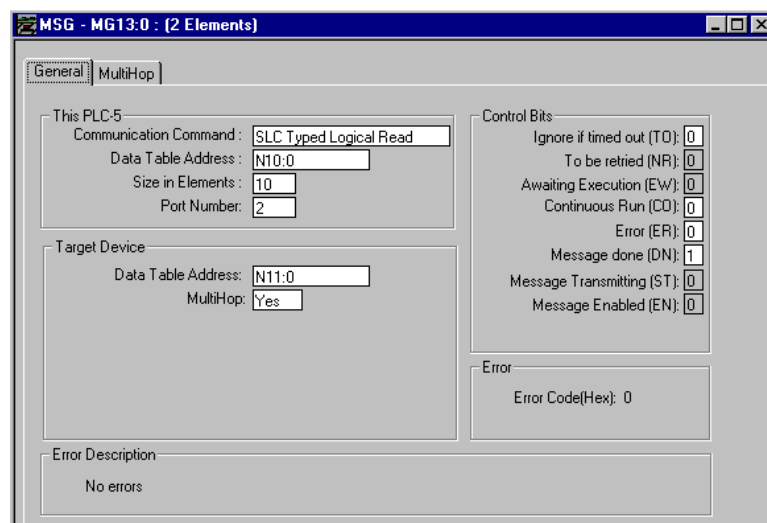 MSG - MG13:0 : (2 Elements)
General MultiHop
This PLC-5
Communication Command : SLC Typed Logical Read
Data Table Address : N10:0
Size in Elements : 10
Port Number: 2
Target Device
Data Table Address: N11:0
MultiHop: Yes
Control Bits
Ignore if timed out (TO): 0
To be retried (NR): 0
Awaiting Execution (EW): 0
Continuous Run (CO): 0
Error (ER): 0
Message done (DN): 1
Message Transmitting (ST): 0
Message Enabled (EN): 0
Error
Error Code(Hex): 0
Error Description
No errors